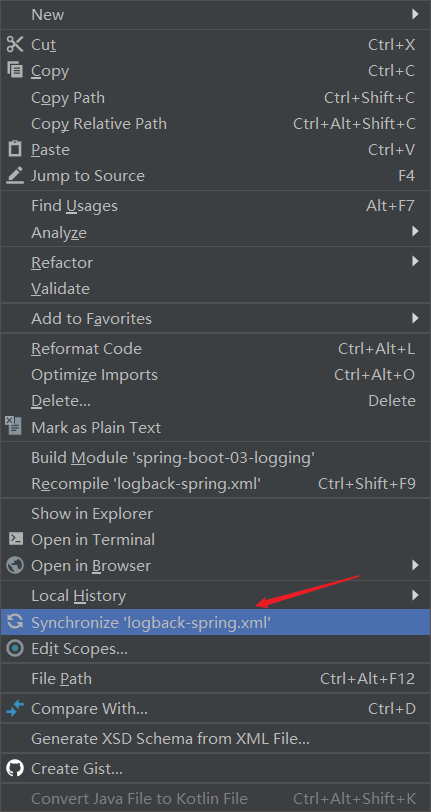 New
Cut Ctrl+X
Copy Ctrl+C
Copy Path Ctrl+Shift+C
Copy Relative Path Ctrl+Alt+Shift+C
Paste Ctrl+V
Jump to Source F4
Find Usages Alt+F7
Analyze
Refactor
Validate
Add to Favorites
Reformat Code Ctrl+Alt+L
Optimize Imports Ctrl+Alt+O
Delete... Delete
Mark as Plain Text
Build Module 'spring-boot-03-logging'
Recompile 'logback-spring.xml' Ctrl+Shift+F9
Show in Explorer
Open in Terminal
Open in Browser
Local History
Synchronize 'logback-spring.xml'
Edit Scopes...
File Path Ctrl+Alt+F12
Compare With... Ctrl+D
Generate XSD Schema from XML File...
Create Gist...
Convert Java File to Kotlin File Ctrl+Alt+Shift+K